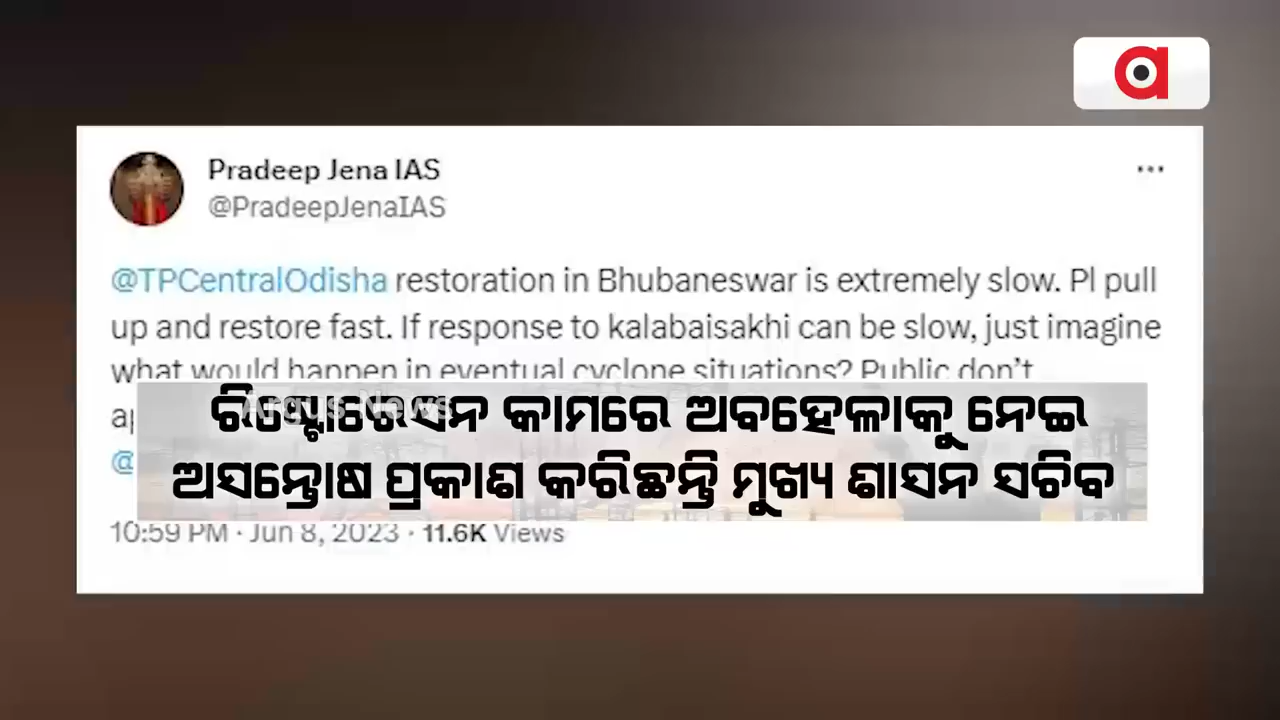 Pradeep Jena IAS
@PradeepJenaIAS
@TPCentralOdisha restoration in Bhubaneswar is extremely slow. Pl pull
up and restore fast. If response to kalabaisakhi can be slow, just imagine
what would happen in eventual cyclone situations? Public don't
Argus News
ରିଷ୍ଟୋରେସନ କାମରେ ଅବହେଳାକୁ ନେଇ
ଅସନ୍ତୋଷ ପ୍ରକାଶ କରିଛନ୍ତି ମୁଖ୍ୟ ଶାସନ ସଚିବ
10:59 PM · Jun 8, 2023 · 11.6K Views